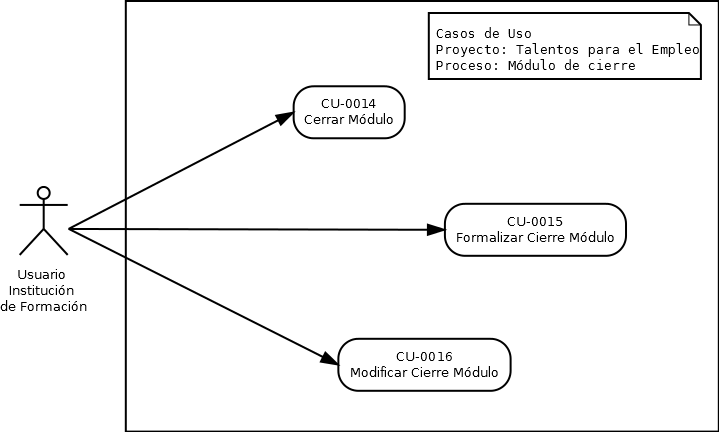 Casos de Uso
Proyecto: Talentos para el Empleo
Proceso: Módulo de cierre
CU-0014
Cerrar Módulo
CU-0015
Formalizar Cierre Módulo
Usuario
Institución
de Formación
CU-0016
Modificar Cierre Módulo